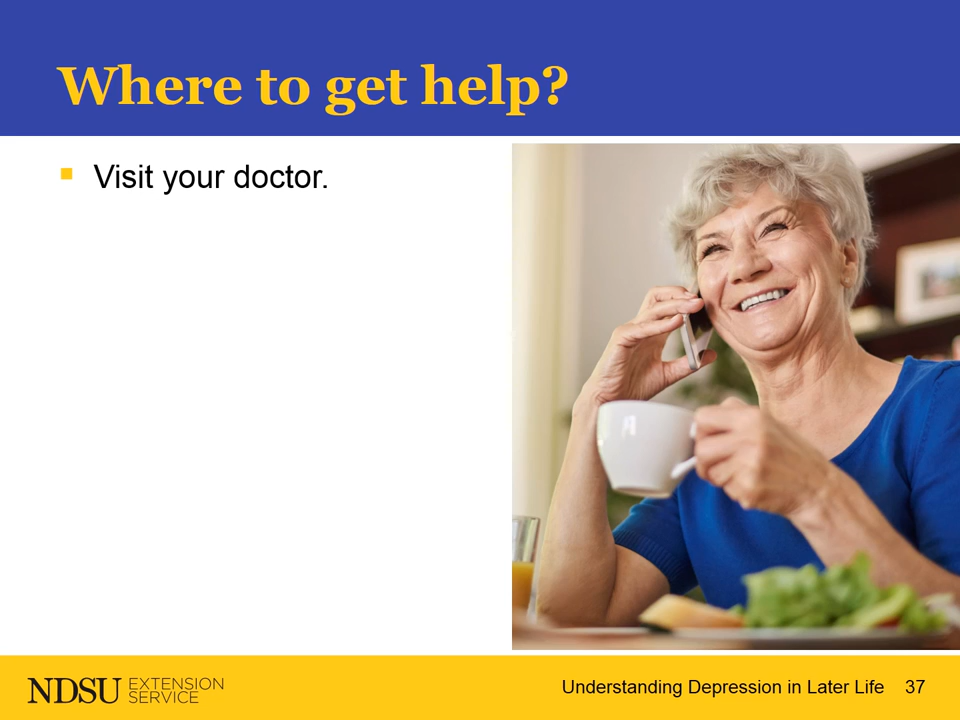 Where to get help?
Visit your doctor.
NDSU EXTENSION
SERVICE
Understanding Depression in Later Life 37